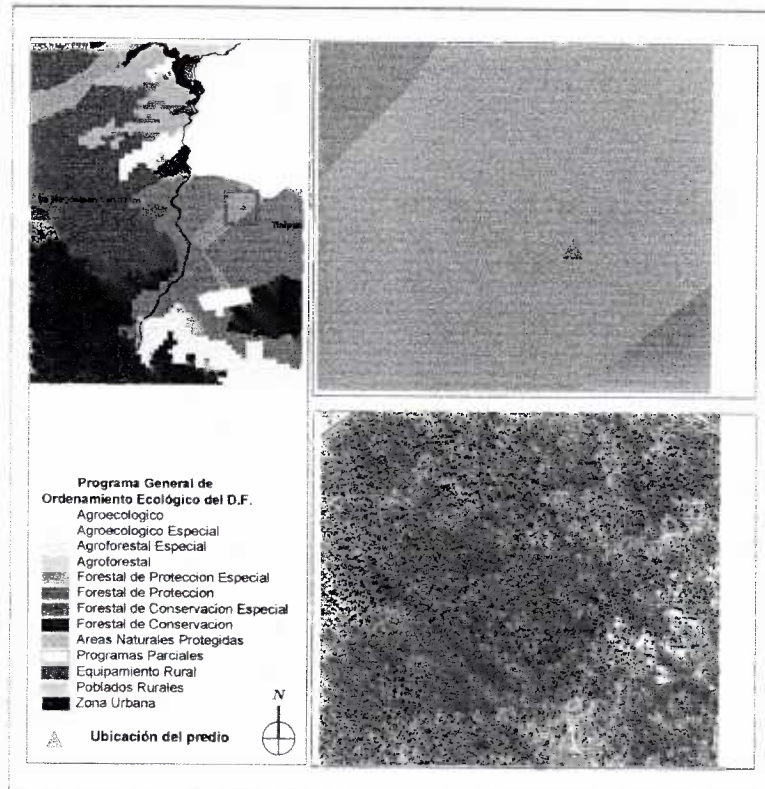 Programa General de
Ordenamiento Ecológico del D.F.
Agroecologico
Agroecologico Especial
Agroforestal Especial
Agroforestal
Forestal de Proteccion Especial
Forestal de Proteccion
Forestal de Conservacion Especial
Forestal de Conservacion
Areas Naturales Protegidas
Programas Parciales
Equipamiento Rural
Poblados Rurales
Zona Urbana
N
Ubicación del predio